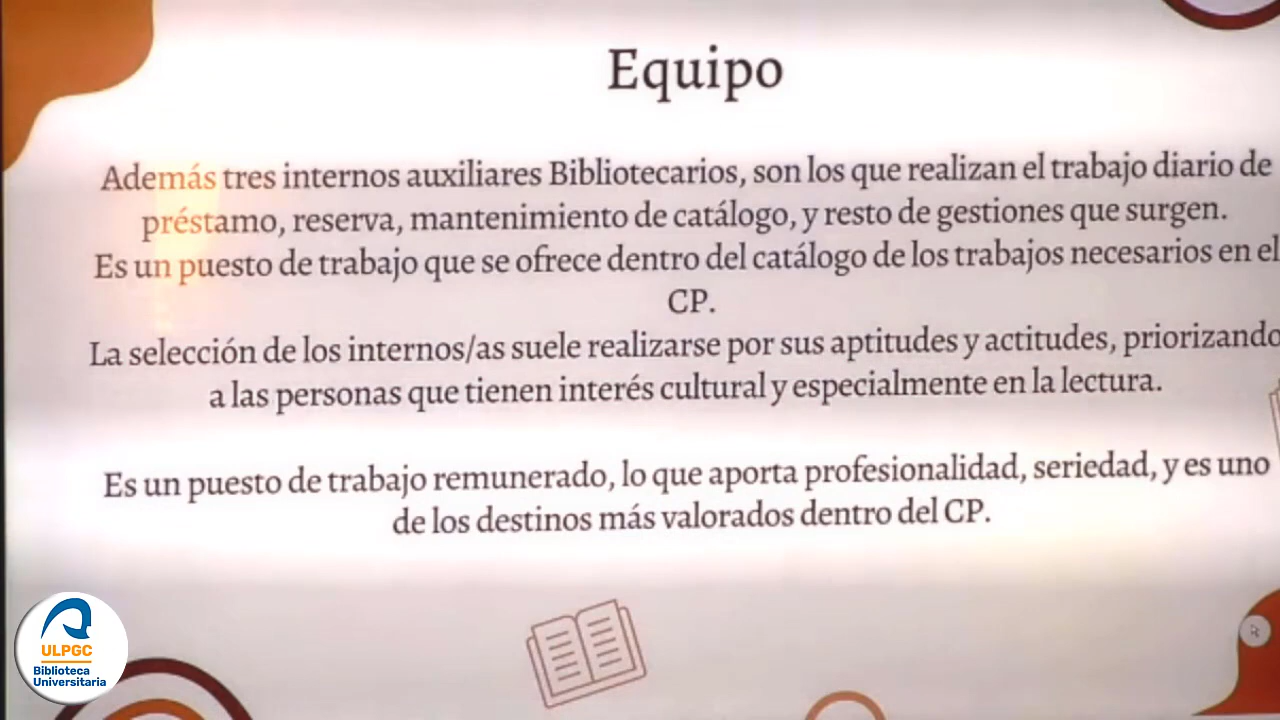 Equipo
Además tres internos auxiliares Bibliotecarios, son los que realizan el trabajo diario de
préstamo, reserva, mantenimiento de catálogo, y resto de gestiones que surgen.
Es un puesto de trabajo que se ofrece dentro del catálogo de los trabajos necesarios en el
CP.
La selección de los internos/as suele realizarse por sus aptitudes y actitudes, priorizando
a las personas que tienen interés cultural y especialmente en la lectura.
Es un puesto de trabajo remunerado, lo que aporta profesionalidad, seriedad, y es uno
de los destinos más valorados dentro del CP.
ULPGC
Biblioteca
Universitaria